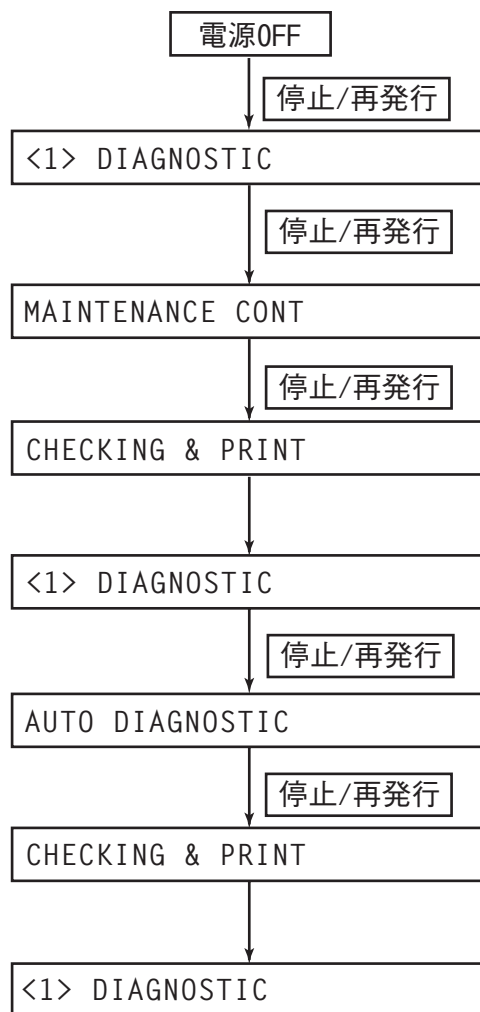 電源OFF
停止/再発行
<1> DIAGNOSTIC
停止/再発行
MAINTENANCE CONT
停止/再発行
CHECKING & PRINT
<1> DIAGNOSTIC
停止/再発行
AUTO DIAGNOSTIC
停止/再発行
CHECKING & PRINT
<1> DIAGNOSTIC